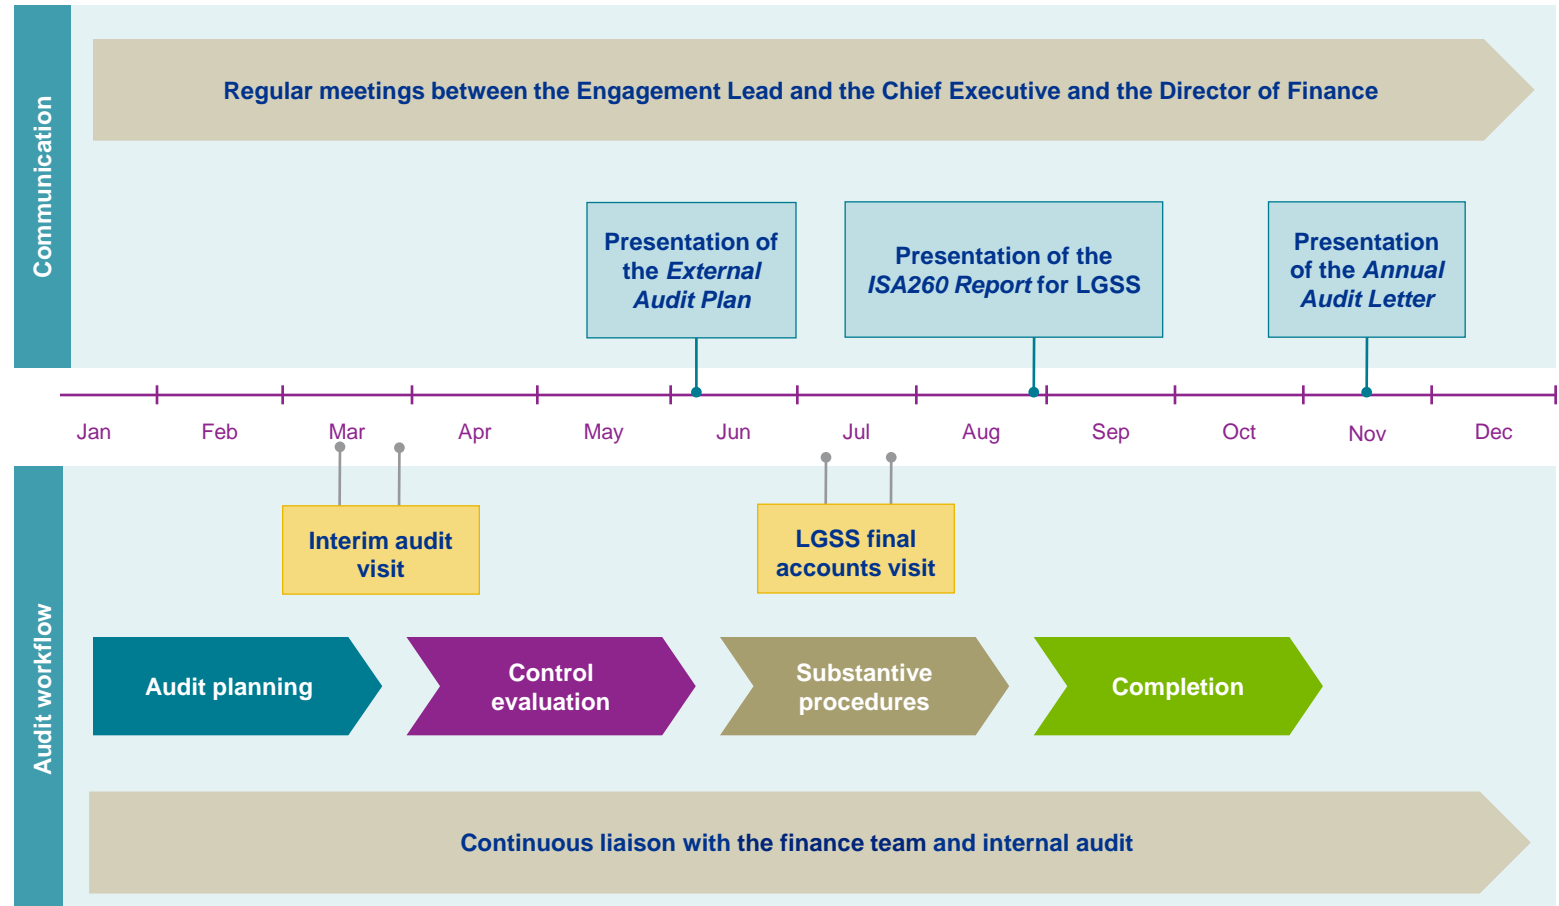 Communication
Regular meetings between the Engagement Lead and the Chief Executive and the Director of Finance
Presentation of
the External
Audit Plan
Presentation of the
ISA260 Report for LGSS
Presentation
of the Annual
Audit Letter
Jan
Feb
Mar
Apr
May
Jun
Jul
Aug
Sep
Oct
Nov
Dec
Audit workflow
Interim audit
visit
LGSS final
accounts visit
Audit planning
Control
evaluation
Substantive
procedures
Completion
Continuous liaison with the finance team and internal audit